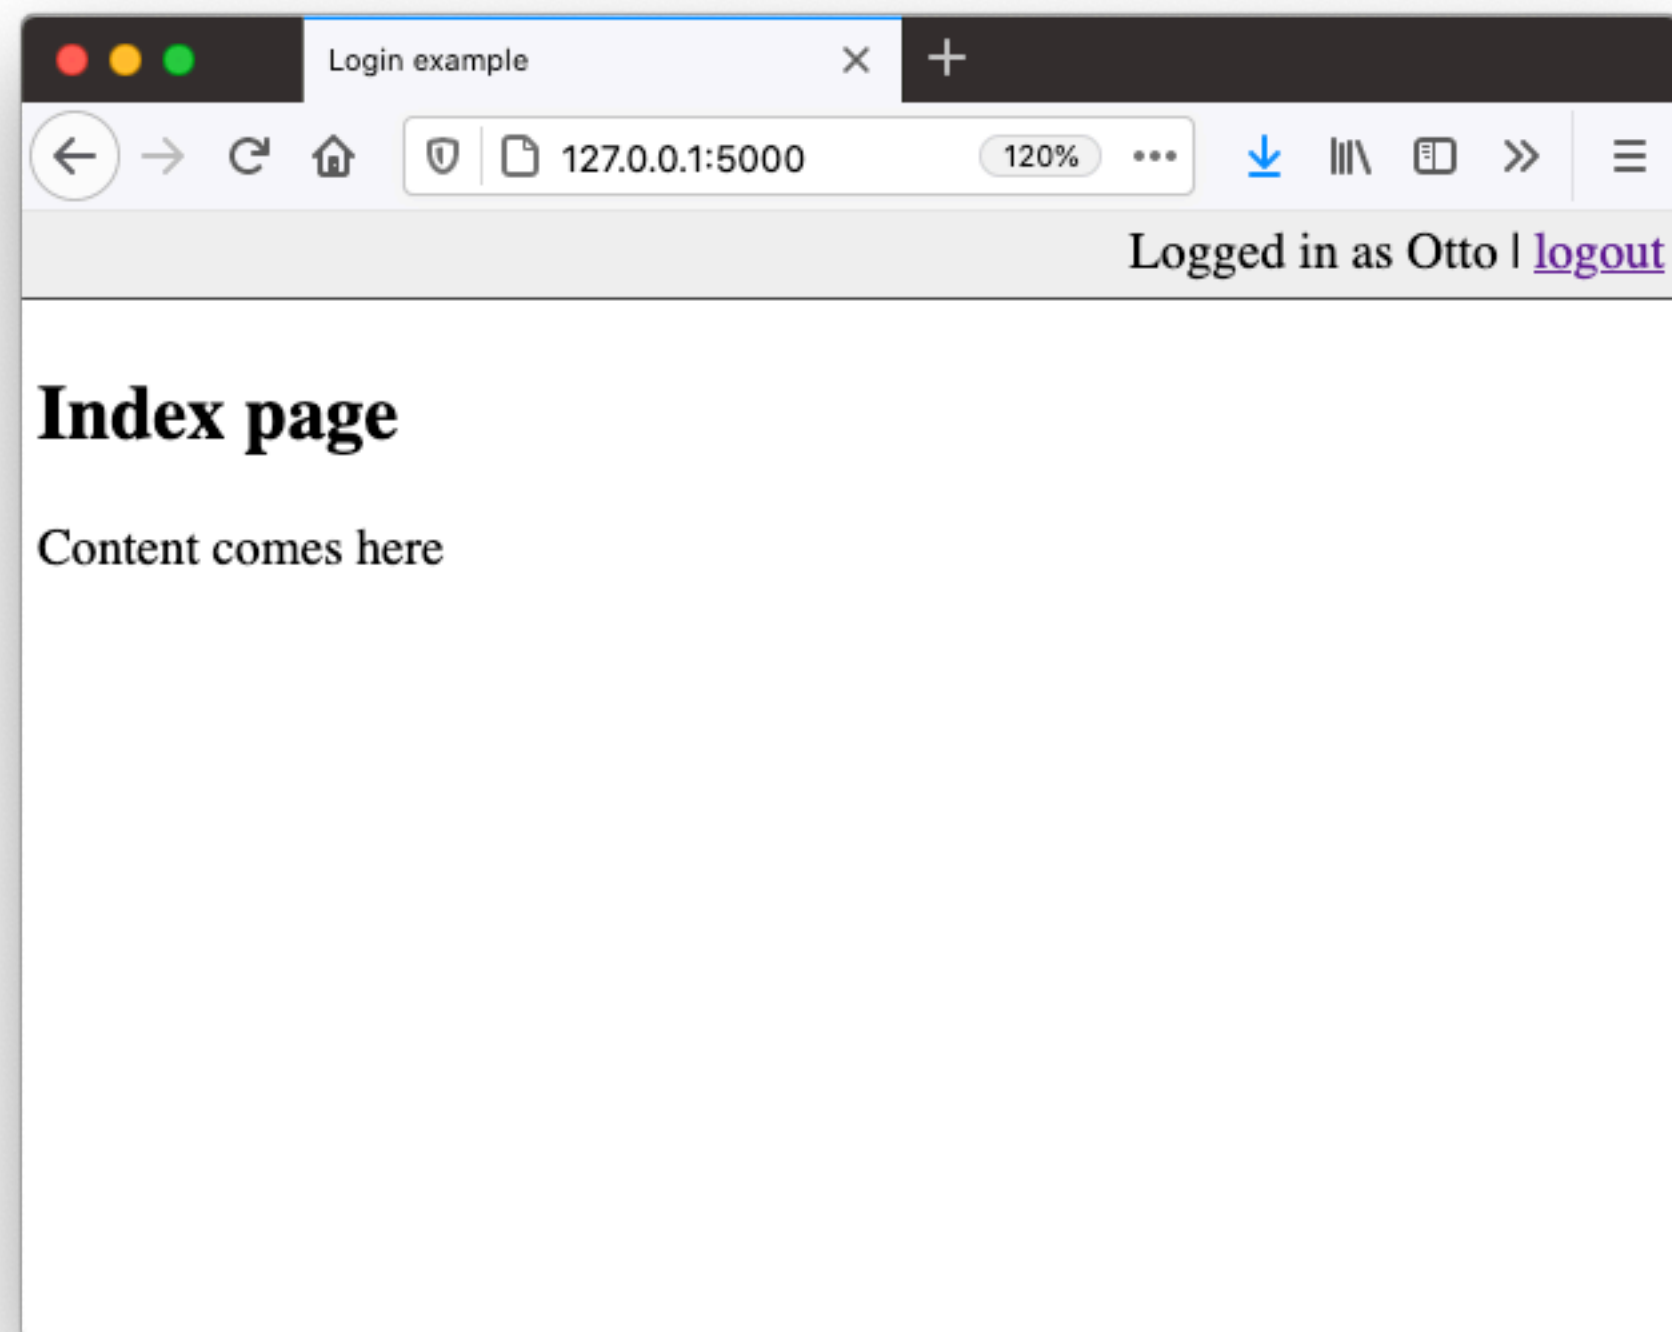 Login example
127.0.0.1:5000 120%
Logged in as Otto | logout
Index page
Content comes here